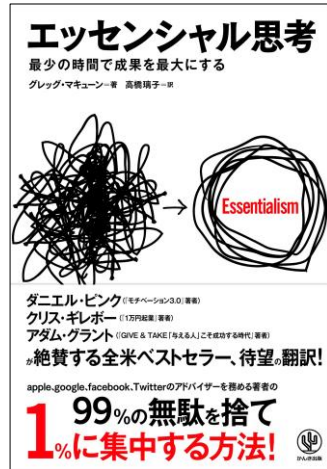 エッセンシャル思考
最少の時間で成果を最大にする
グレッグ・マキューン＝著 高橋璃子＝訳
Essentialism
ダニエル・ピンク(『モチベーション3.0』著者)
クリス・ギレボー(『1万円起業』著者)
アダム・グラント(『GIVE & TAKE「与える人」こそ成功する時代』著者)
が絶賛する全米ベストセラー、待望の翻訳!
apple、google、facebook、Twitterのアドバイザーを務める著者の
99%の無駄を捨て
1%に集中する方法!
かんき出版